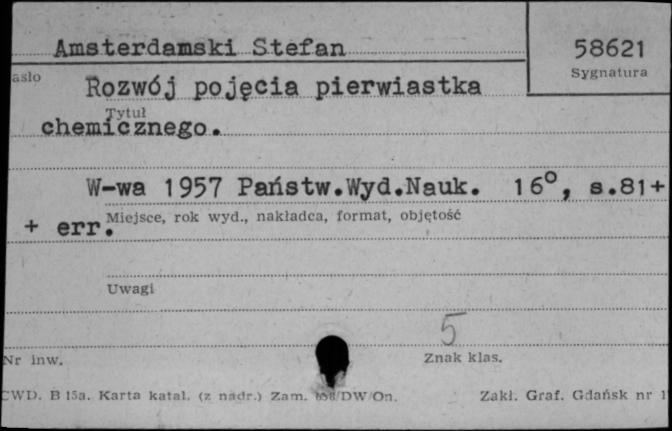 Amsterdamski Stefan
58621
Sygnatura
asło
Rozwój pojęcia pierwiastka
Tytuł
chemicznego.
W-wa 1957 Państw.Wyd.Nauk. 16°, s.81+
Miejsce, rok wyd., nakładca, format, objętość
+ err.
Uwagi
5
Nr inw.
Znak klas.
CWD. B 15a. Karta katal. (z nadr.) Zam. DW/On.
Zakł. Graf. Gdańsk nr 1